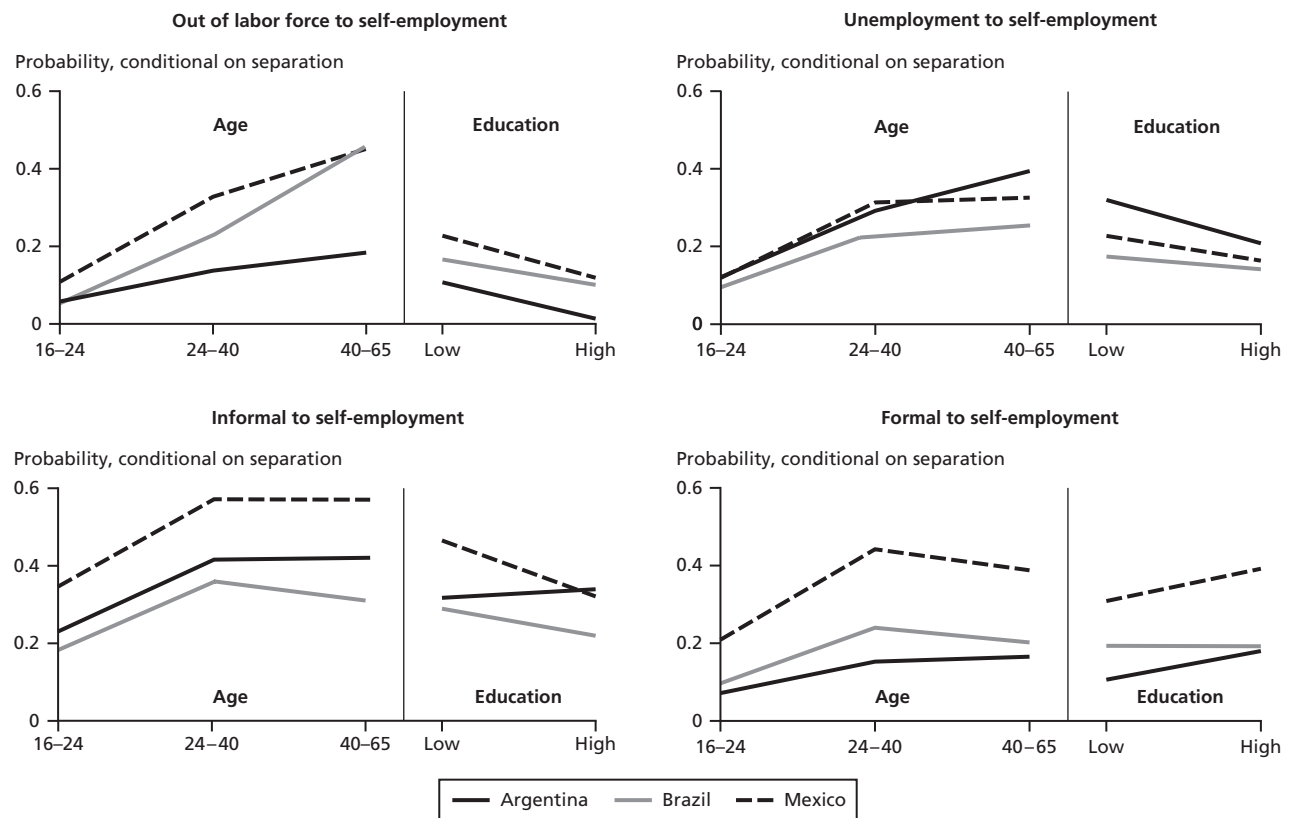 Out of labor force to self-employment
Probability, conditional on separation
0.6
Age
Education
0.4
0.2
0
16–24
24–40
40–65
Low
High
Unemployment to self-employment
Probability, conditional on separation
0.6
Age
Education
0.4
0.2
0
16–24
24–40
40–65
Low
High
Informal to self-employment
Probability, conditional on separation
0.6
0.4
0.2
Age
Education
0
16–24
24–40
40–65
Low
High
Formal to self-employment
Probability, conditional on separation
0.6
0.4
0.2
Age
Education
0
16–24
24–40
40–65
Low
High
Argentina Brazil Mexico